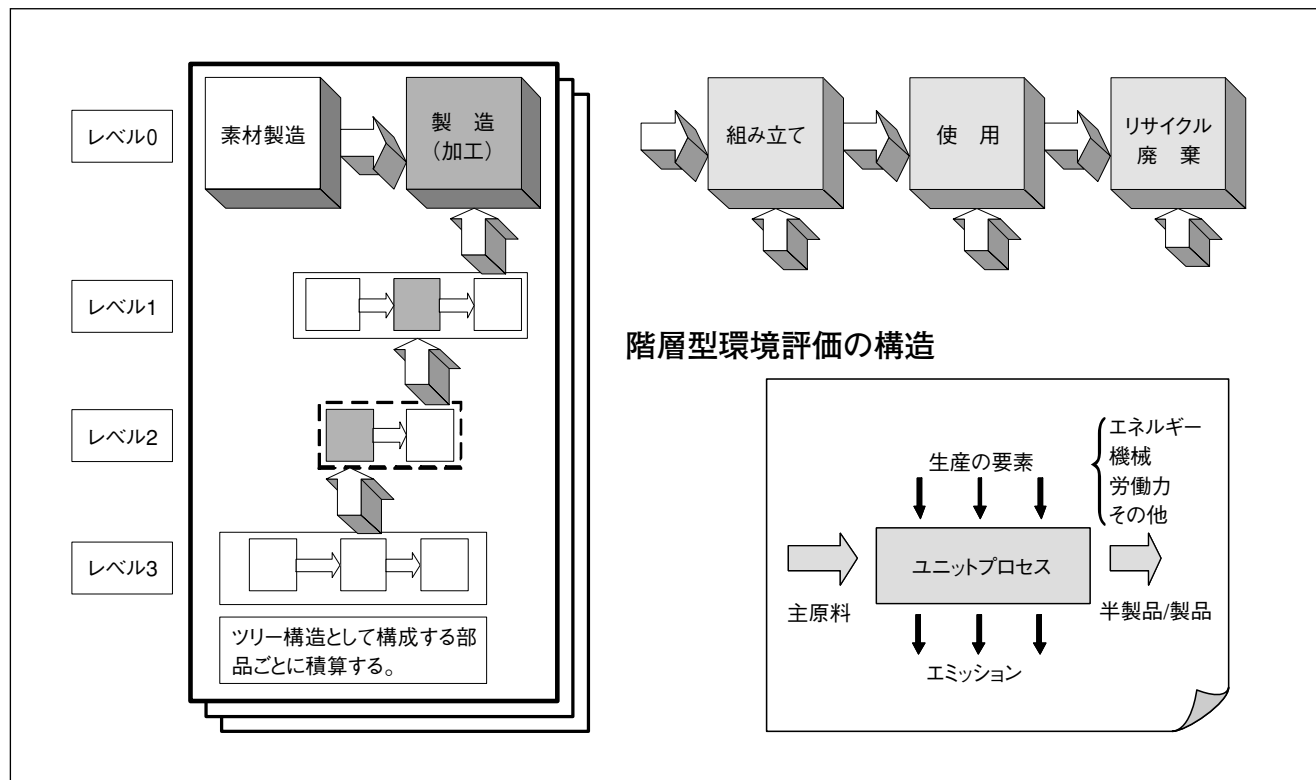 レベル0
素材製造
製　造
（加工）
組み立て
使　用
リサイクル
廃　棄
レベル1
階層型環境評価の構造
レベル2
レベル3
ツリー構造として構成する部
品ごとに積算する。
生産の要素
エネルギー
機械
労働力
その他
ユニットプロセス
主原料
半製品/製品
エミッション